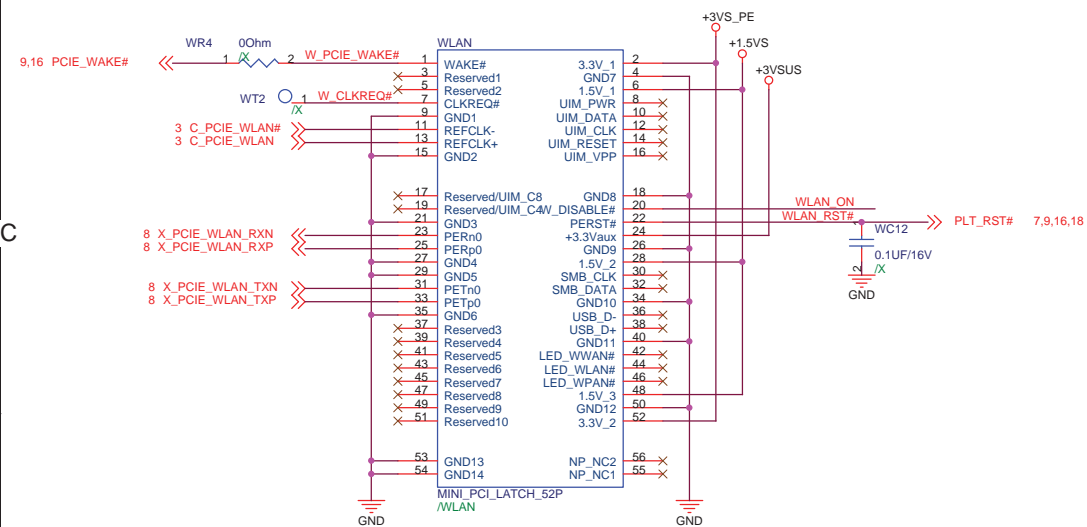 +3VS_PE
WR4 0Ohm WLAN +1.5VS
9,16 PCIE_WAKE# 1 /X 2 W_PCIE_WAKE# 1 WAKE# 3.3V_1 2 +3VSUS
3 Reserved1 GND7 4
5 Reserved2 1.5V_1 6
WT2 1 W_CLKREQ# 7 CLKREQ# UIM_PWR 8
/X 9 GND1 UIM_DATA 10
3 C_PCIE_WLAN# 11 REFCLK- UIM_CLK 12
3 C_PCIE_WLAN 13 REFCLK+ UIM_RESET 14
15 GND2 UIM_VPP 16
17 Reserved/UIM_C8 GND8 18
19 Reserved/UIM_C4 W_DISABLE# 20 WLAN_ON
C 21 GND3 PERST# 22 WLAN_RST# PLT_RST# 7,9,16,18
8 X_PCIE_WLAN_RXN 23 PERn0 +3.3Vaux 24 WC12
8 X_PCIE_WLAN_RXP 25 PERp0 GND9 26 0.1UF/16V
27 GND4 1.5V_2 28 2 /X
29 GND5 SMB_CLK 30
8 X_PCIE_WLAN_TXN 31 PETn0 SMB_DATA 32 GND
8 X_PCIE_WLAN_TXP 33 PETp0 GND10 34
35 GND6 USB_D- 36
37 Reserved3 USB_D+ 38
39 Reserved4 GND11 40
41 Reserved5 LED_WWAN# 42
43 Reserved6 LED_WLAN# 44
45 Reserved7 LED_WPAN# 46
47 Reserved8 1.5V_3 48
49 Reserved9 GND12 50
51 Reserved10 3.3V_2 52
53 GND13 NP_NC2 56
54 GND14 NP_NC1 55
MINI_PCI_LATCH_52P
/WLAN
GND GND